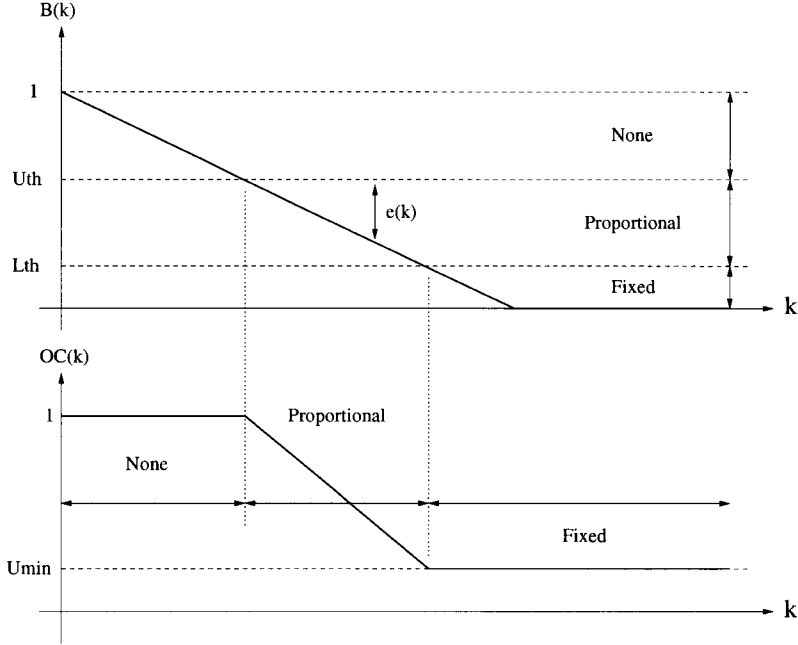 B(k)
1
None
Uth
e(k)
Proportional
Lth
Fixed
k
OC(k)
1
Proportional
None
Fixed
Umin
k